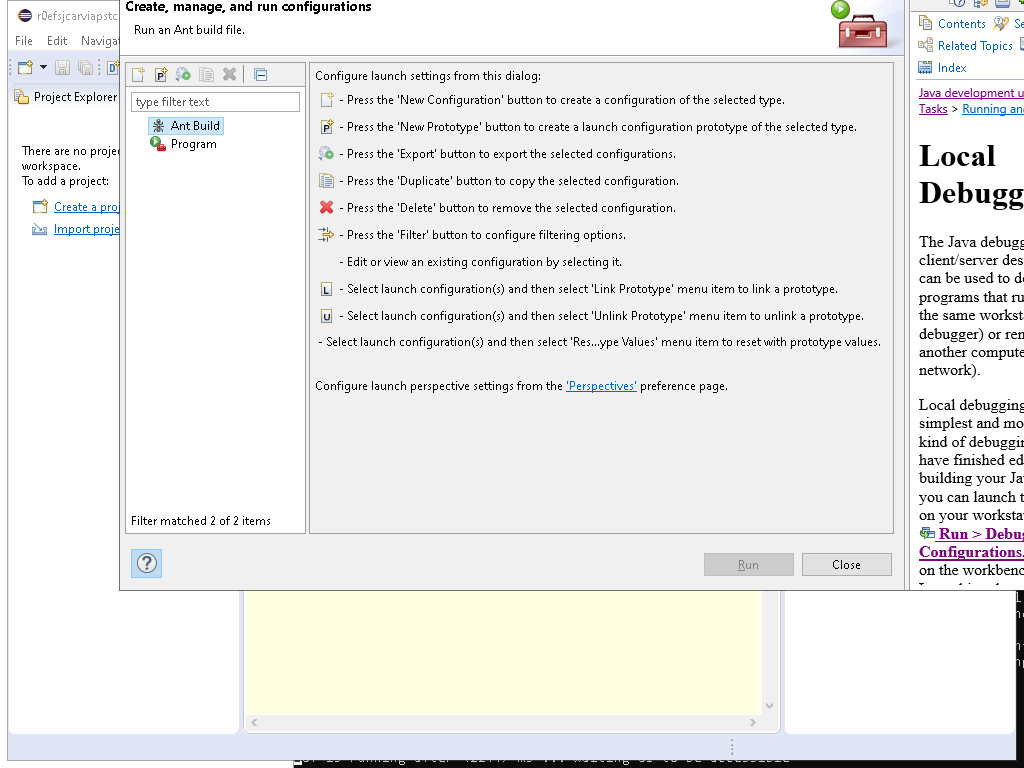 Create, manage, and run configurations
Run an Ant build file.
r0efsjcarviapstc
File Edit Naviga
Project Explorer
There are no proje
workspace.
To add a project:
Create a proj
Import proje
type filter text
Ant Build
Program
Filter matched 2 of 2 items
Configure launch settings from this dialog:
- Press the 'New Configuration' button to create a configuration of the selected type.
P - Press the 'New Prototype' button to create a launch configuration prototype of the selected type.
- Press the 'Export' button to export the selected configurations.
- Press the 'Duplicate' button to copy the selected configuration.
- Press the 'Delete' button to remove the selected configuration.
- Press the 'Filter' button to configure filtering options.
- Edit or view an existing configuration by selecting it.
L - Select launch configuration(s) and then select 'Link Prototype' menu item to link a prototype.
U - Select launch configuration(s) and then select 'Unlink Prototype' menu item to unlink a prototype.
- Select launch configuration(s) and then select 'Res...ype Values' menu item to reset with prototype values.
Configure launch perspective settings from the 'Perspectives' preference page.
?
Run
Close
Contents Se
Related Topics
Index
Java development u
Tasks > Running and
Local
Debugg
The Java debugg
client/server des
can be used to de
programs that ru
the same worksta
debugger) or ren
another compute
network).
Local debugging
simplest and mo
kind of debuggin
have finished ed
building your Jav
you can launch t
on your worksta
Run > Debug
Configurations.
on the workbenc